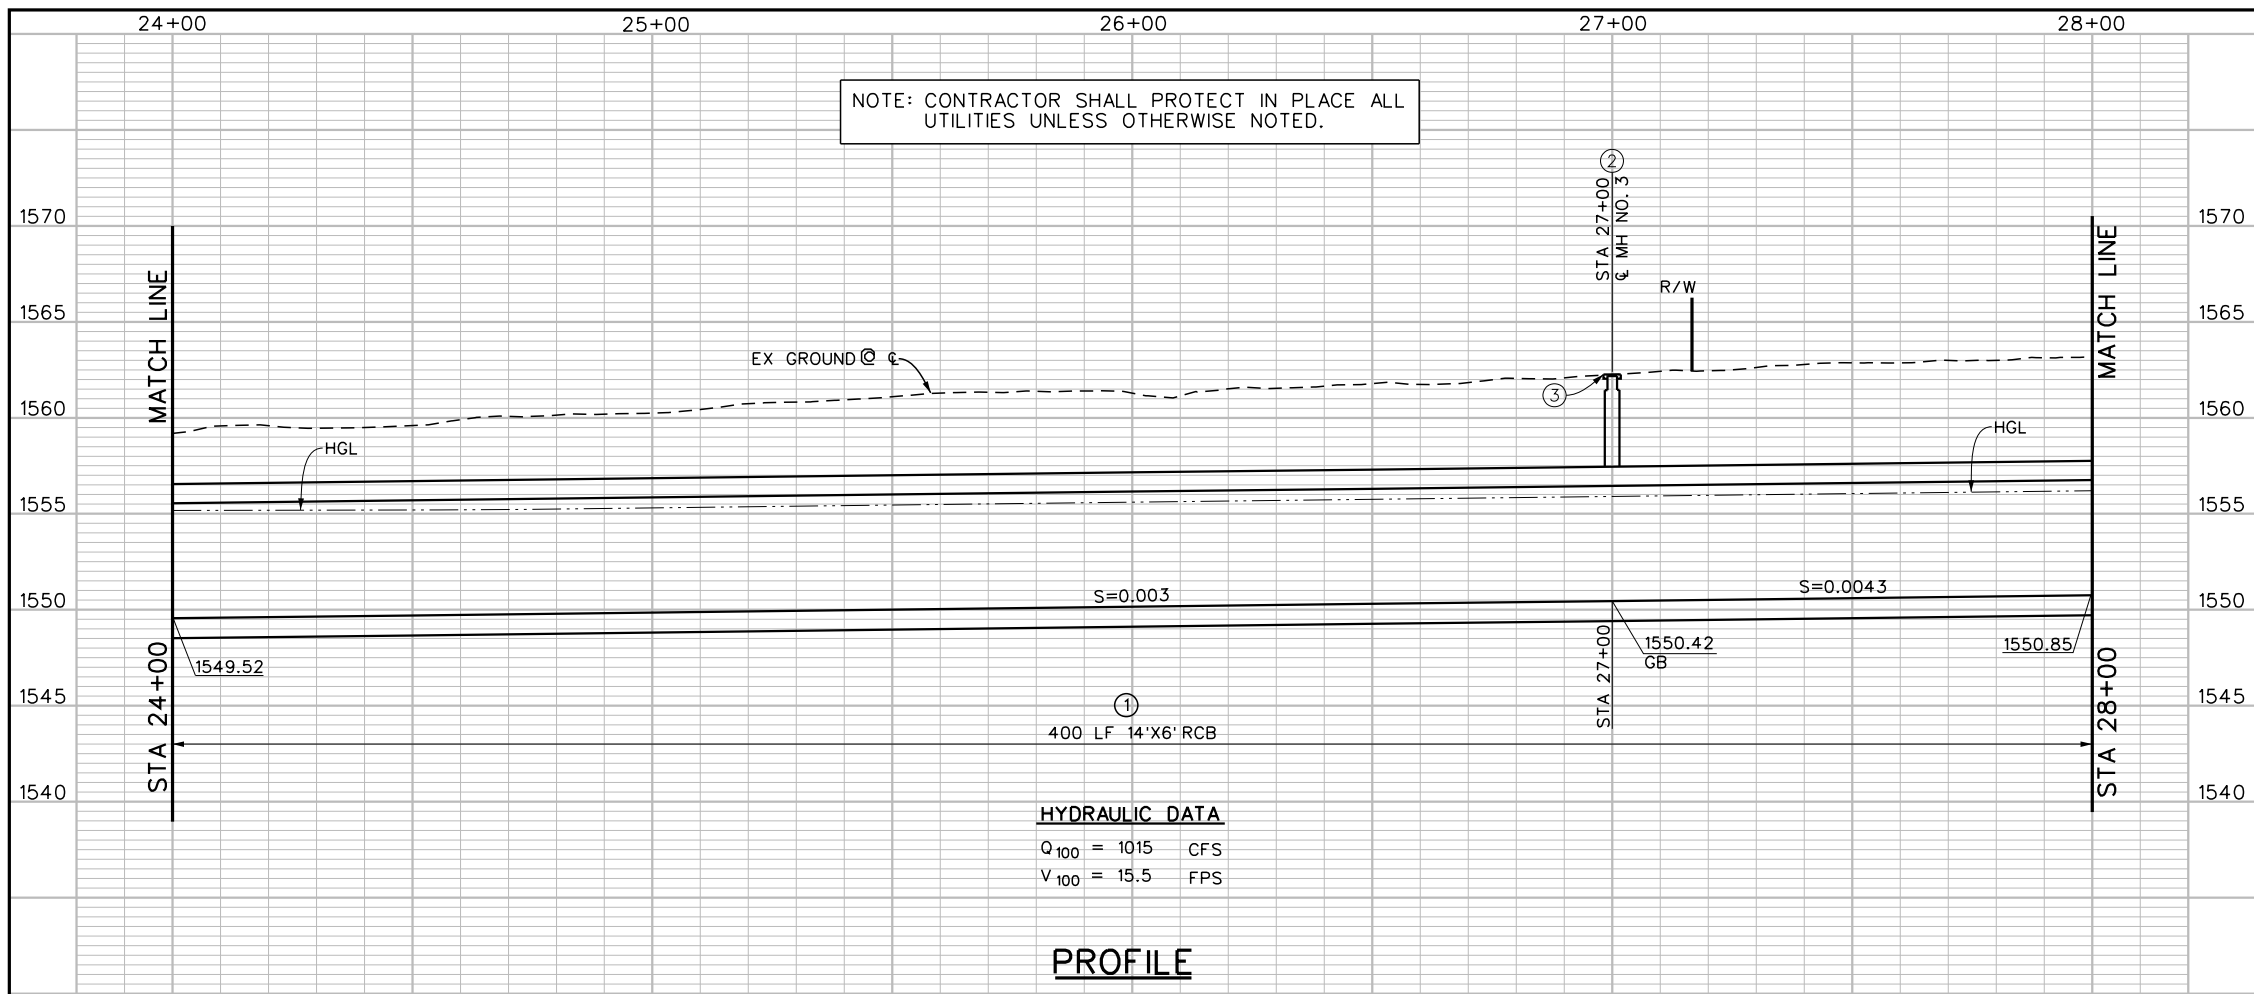 24+00 25+00 26+00 27+00 28+00
NOTE: CONTRACTOR SHALL PROTECT IN PLACE ALL
UTILITIES UNLESS OTHERWISE NOTED.
2
STA 27+00
℄ MH NO. 3
R/W
1570 1570
1565 1565
1560 1560
1555 1555
1550 1550
1545 1545
1540 1540
MATCH LINE
STA 24+00
MATCH LINE
STA 28+00
EX GROUND @ ℄
3
HGL
HGL
S=0.003
S=0.0043
1549.52
STA 27+00
1550.42
GB
1550.85
1
400 LF 14'X6' RCB
HYDRAULIC DATA
Q100 = 1015 CFS
V100 = 15.5 FPS
PROFILE